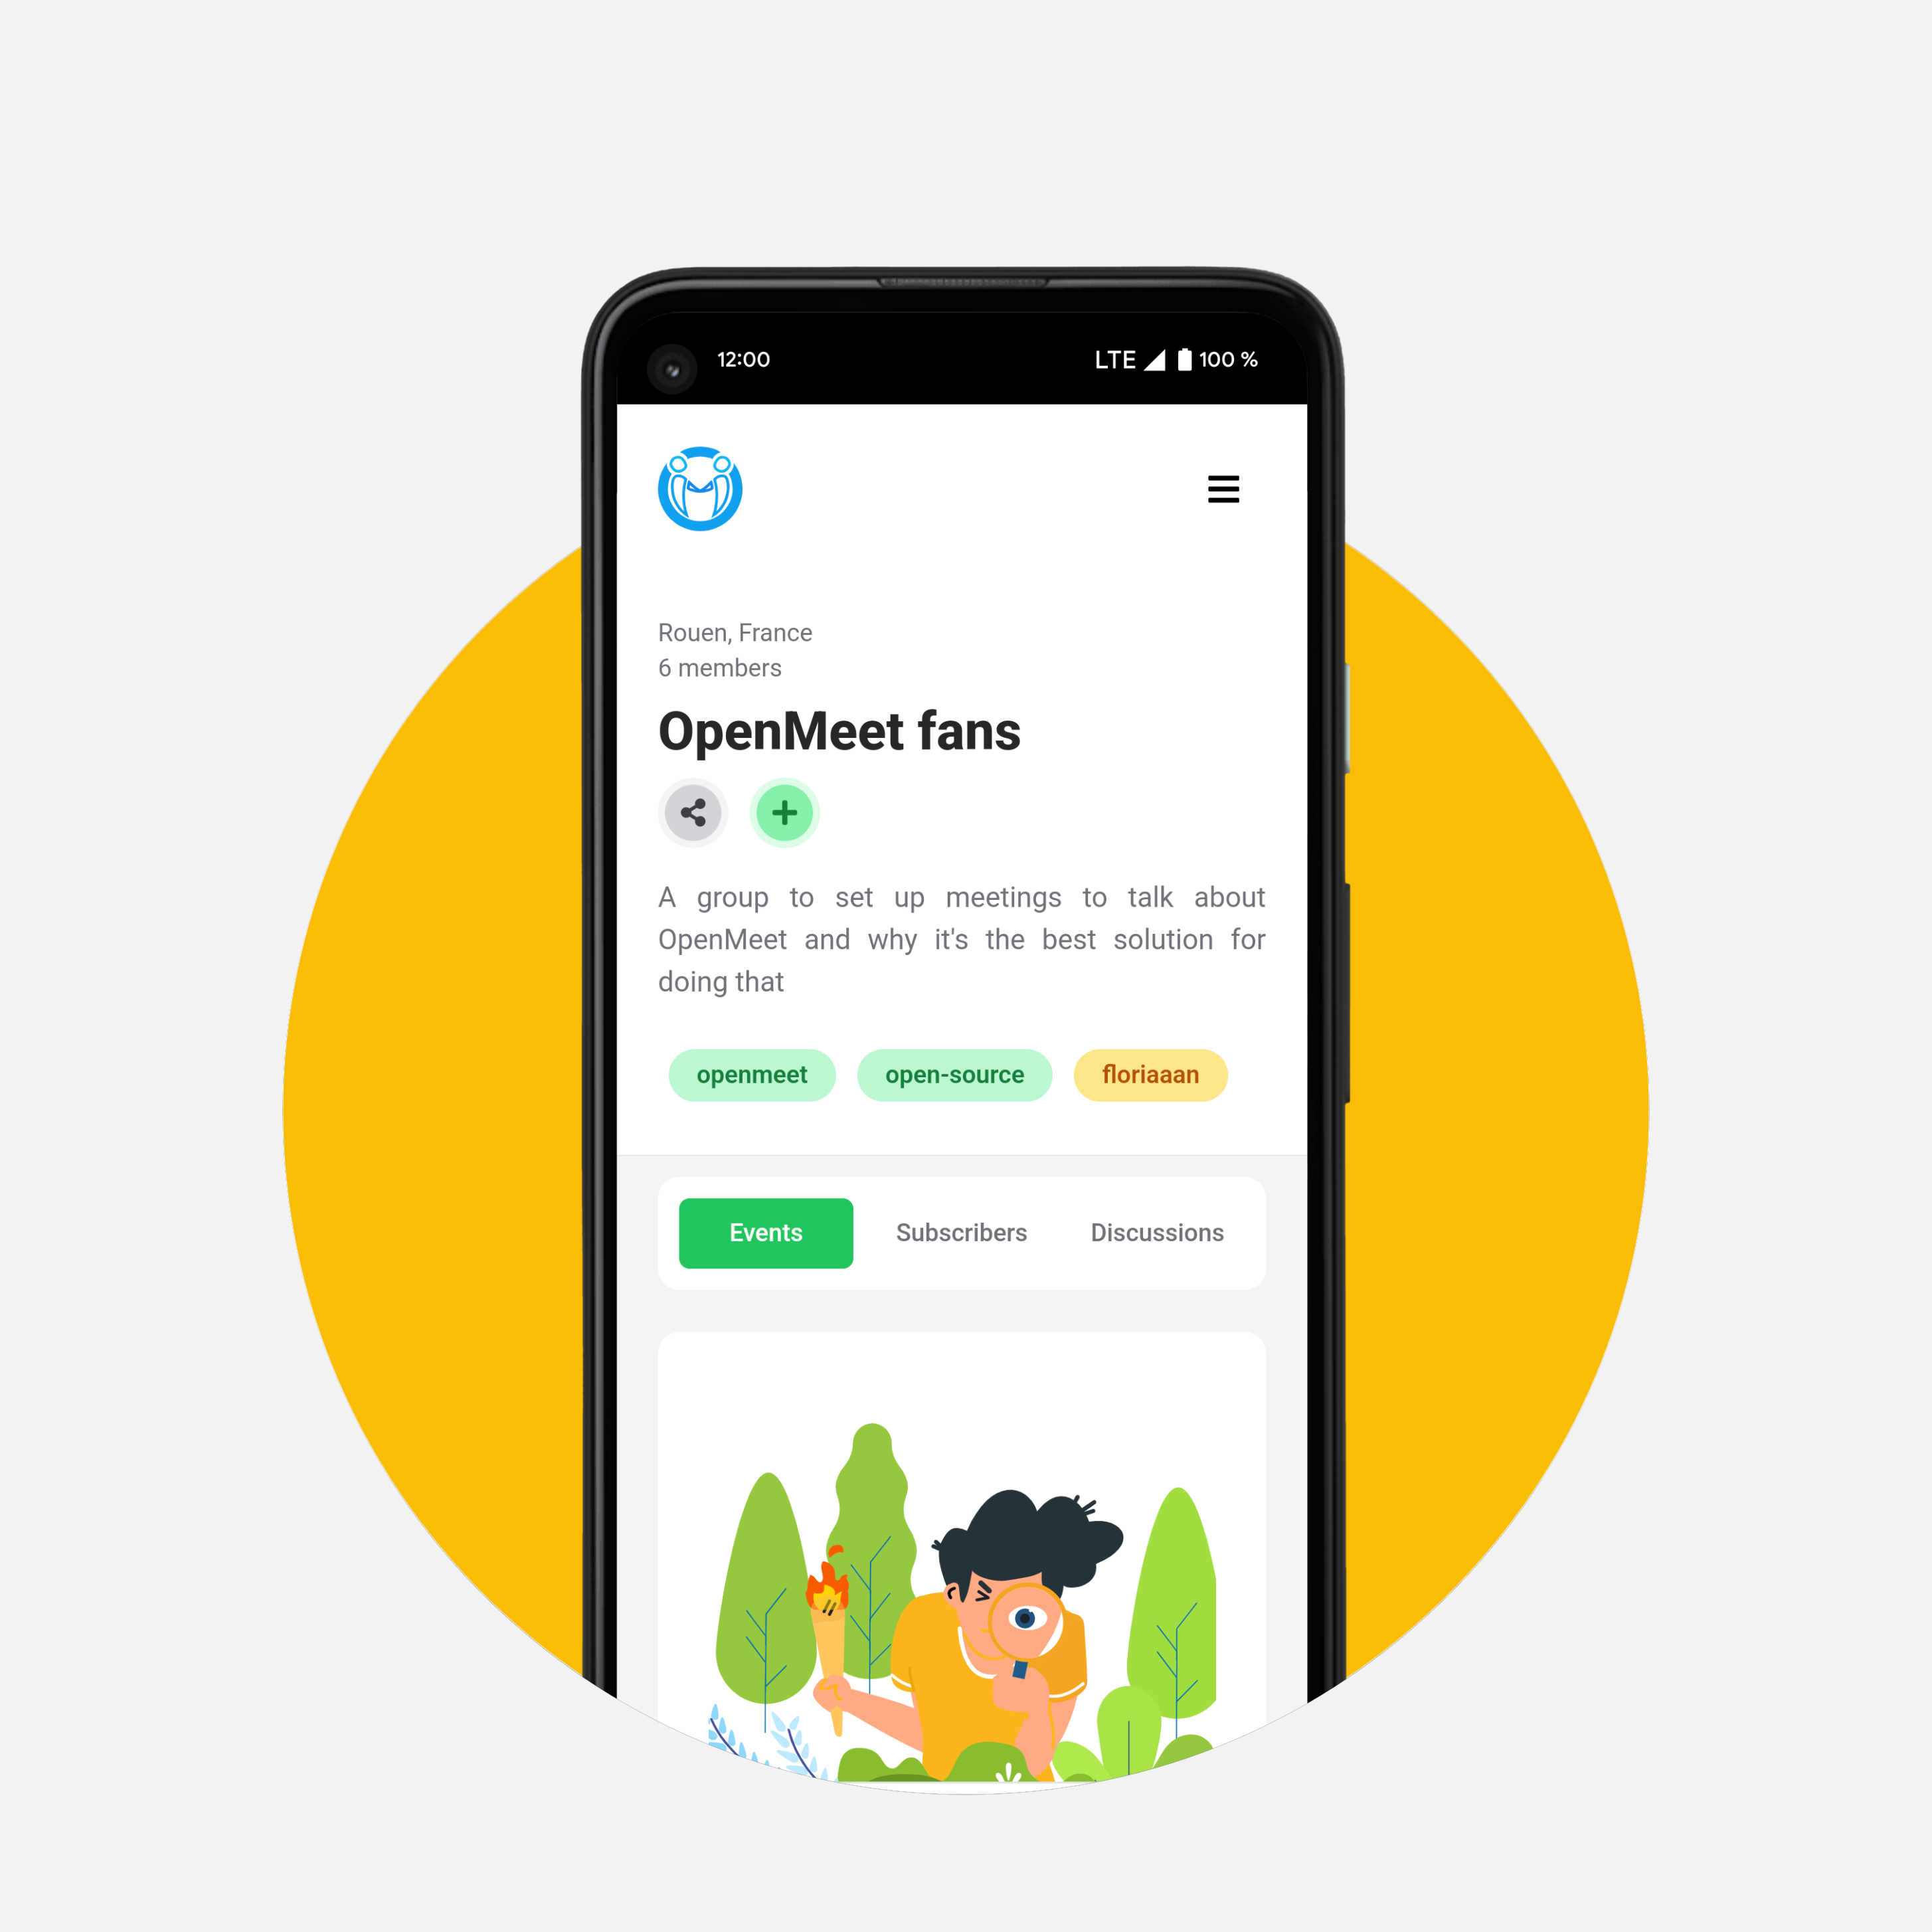 12:00 LTE 100 %
Rouen, France
6 members
OpenMeet fans
A group to set up meetings to talk about
OpenMeet and why it's the best solution for
doing that
openmeet open-source floriaaan
Events Subscribers Discussions